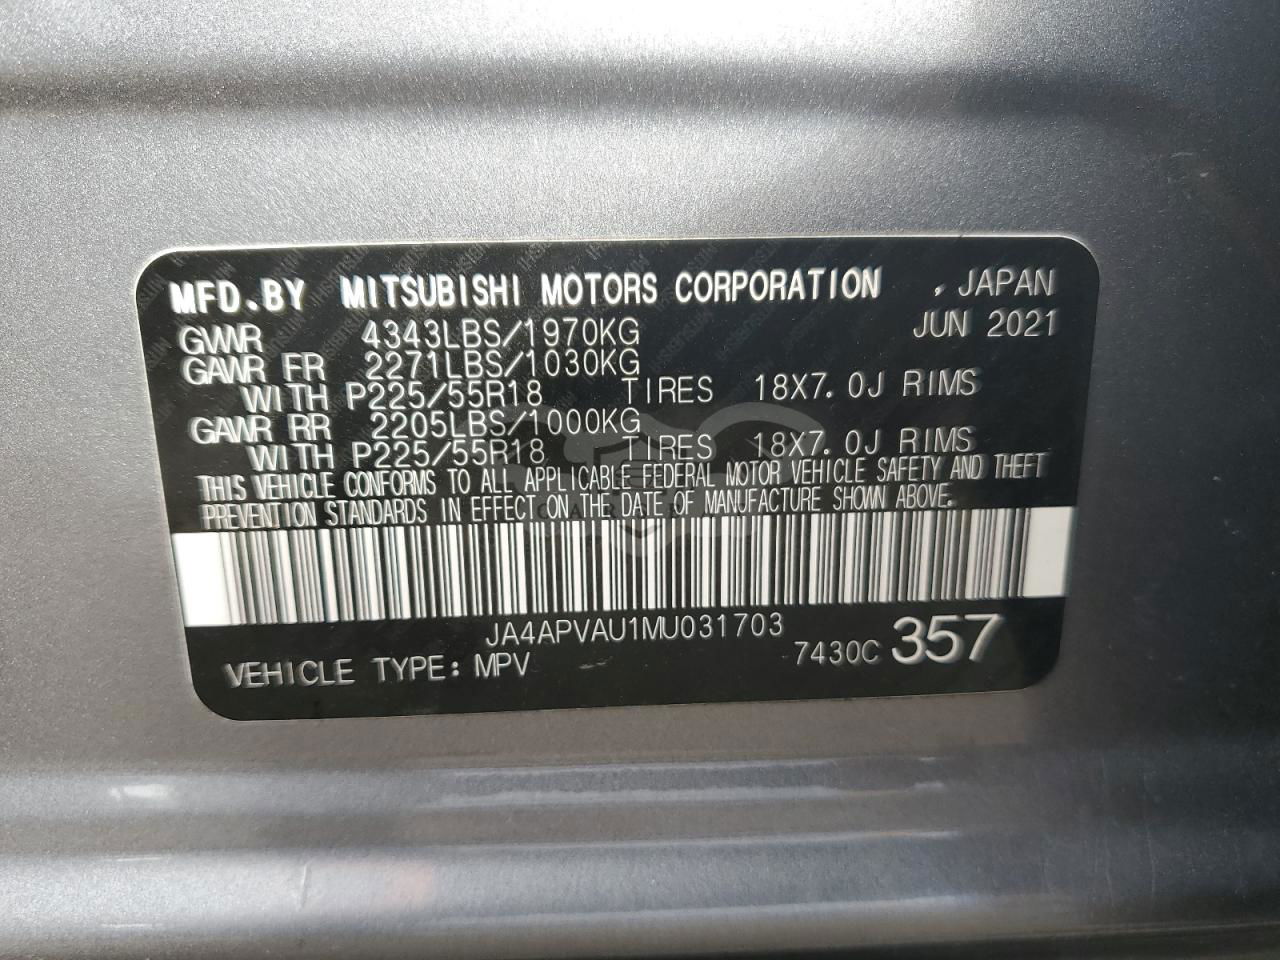 MFD.BY MITSUBISHI MOTORS CORPORATION , JAPAN
GVWR 4343LBS/1970KG JUN 2021
GAWR FR 2271LBS/1030KG
WITH P225/55R18 TIRES 18X7.0J RIMS
GAWR RR 2205LBS/1000KG
WITH P225/55R18 TIRES 18X7.0J RIMS
THIS VEHICLE CONFORMS TO ALL APPLICABLE FEDERAL MOTOR VEHICLE SAFETY AND THEFT
PREVENTION STANDARDS IN EFFECT ON THE DATE OF MANUFACTURE SHOWN ABOVE.
JA4APVAU1MU031703
VEHICLE TYPE: MPV 7430C 357